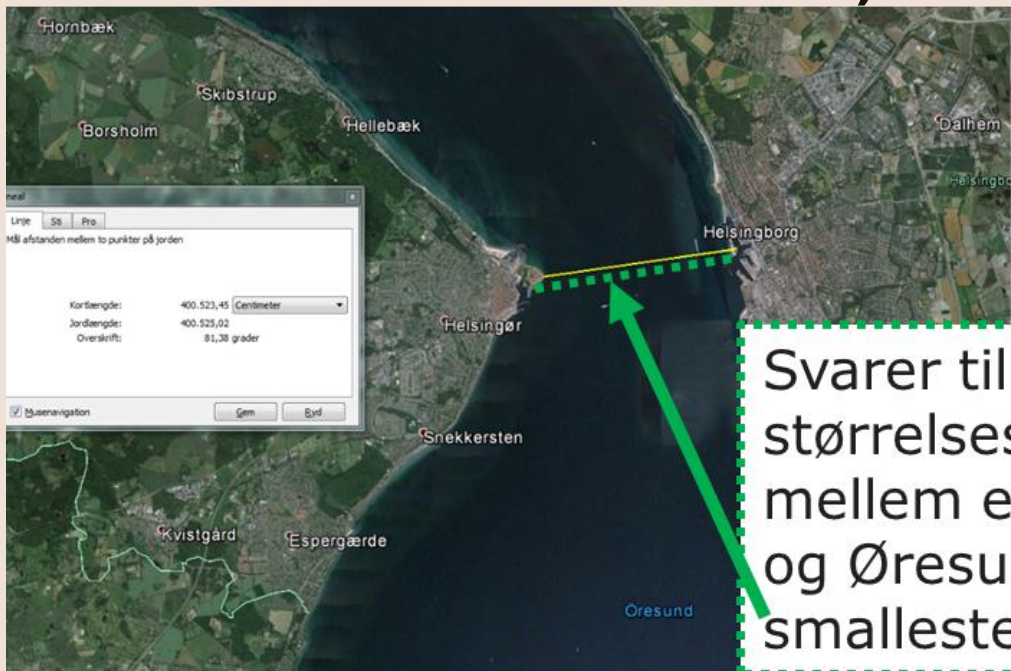 Hornbæk
Skibstrup
Borsholm
Hellebæk
Dalhem
Helsingborg
neal
Linje Sti Pro
Mål afstanden mellem to punkter på jorden
Kortlængde: 400.523,45 Centimeter
Jordlængde: 400.525,02
Overskrift: 81,38 grader
Musenavigation Gem Ryd
Helsingør
Snekkersten
Kvistgård
Espergærde
Öresund
Svarer til
størrelses
mellem e
og Øresu
smalleste